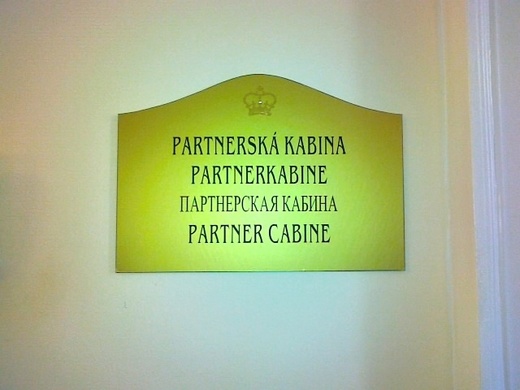 PARTNERSKÁ KABINA
PARTNERKABINE
ПАРТНЕРСКАЯ КАБИНА
PARTNER CABINE